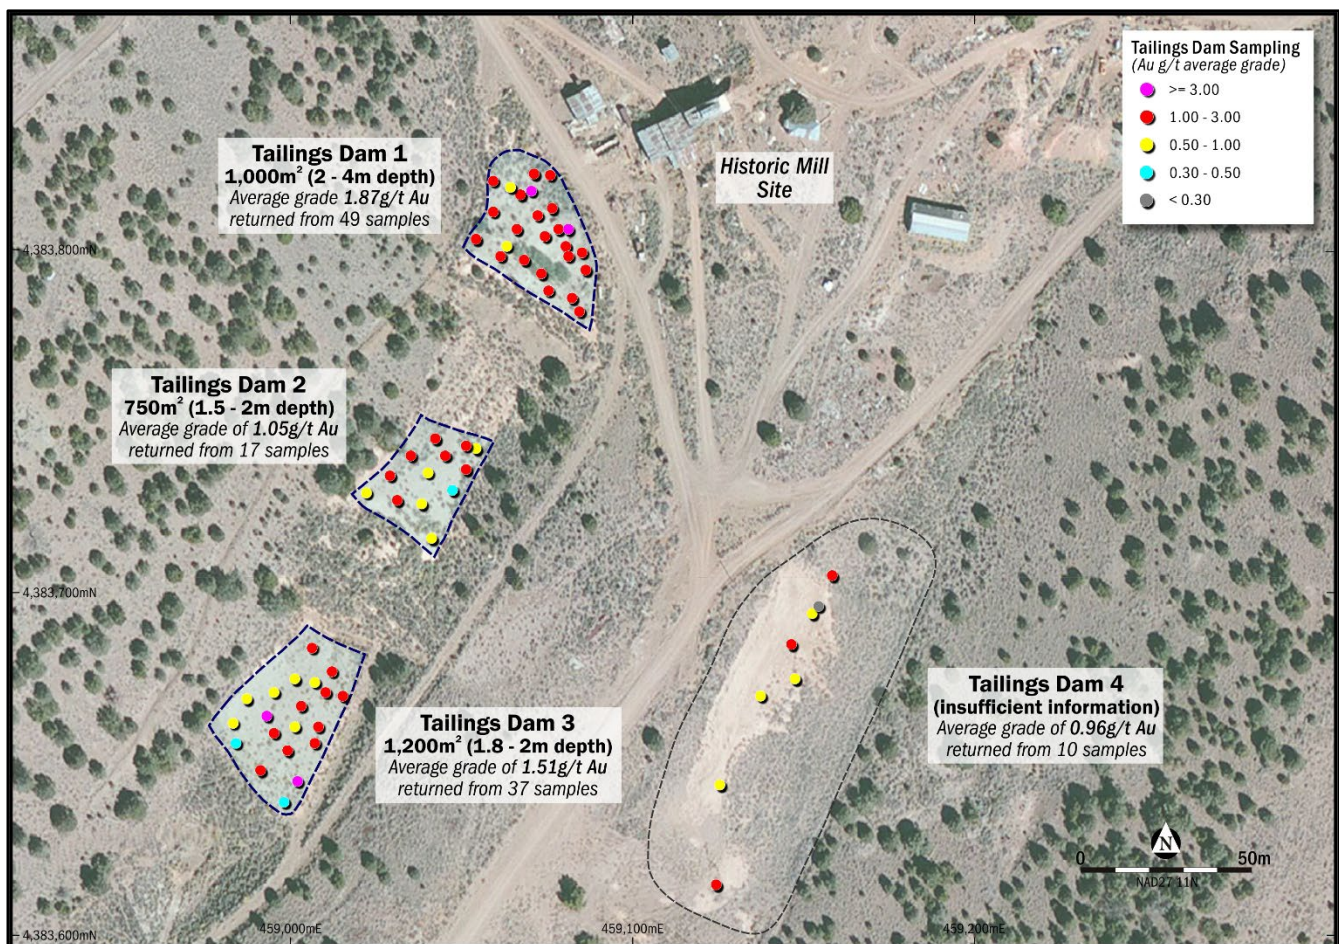 Tailings Dam Sampling
(Au g/t average grade)
>= 3.00
1.00 - 3.00
0.50 - 1.00
0.30 - 0.50
< 0.30
Tailings Dam 1
1,000m² (2 - 4m depth)
Average grade 1.87g/t Au
returned from 49 samples
Historic Mill
Site
4,383,800mN
Tailings Dam 2
750m² (1.5 - 2m depth)
Average grade of 1.05g/t Au
returned from 17 samples
4,383,700mN
Tailings Dam 3
1,200m² (1.8 - 2m depth)
Average grade of 1.51g/t Au
returned from 37 samples
Tailings Dam 4
(insufficient information)
Average grade of 0.96g/t Au
returned from 10 samples
N
0 50m
NAD27 11N
4,383,600mN
459,000mE
459,100mE
459,200mE